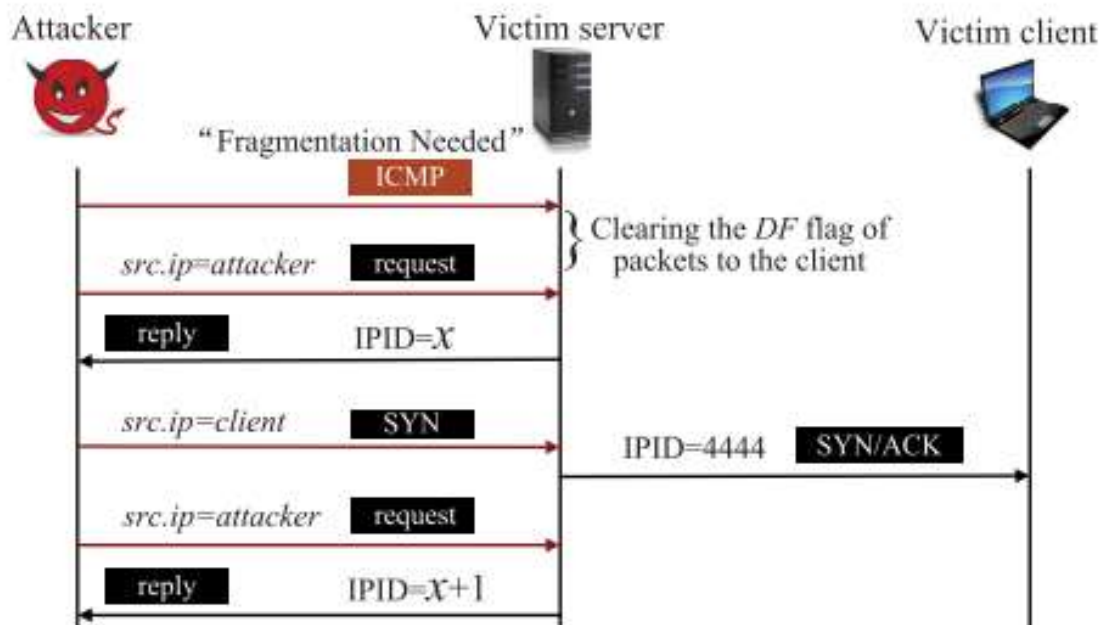 Attacker
Victim server
Victim client
“Fragmentation Needed”
ICMP
Clearing the DF flag of
packets to the client
src.ip=attacker
request
reply
IPID=x
src.ip=client
SYN
IPID=4444
SYN/ACK
src.ip=attacker
request
reply
IPID=x+1